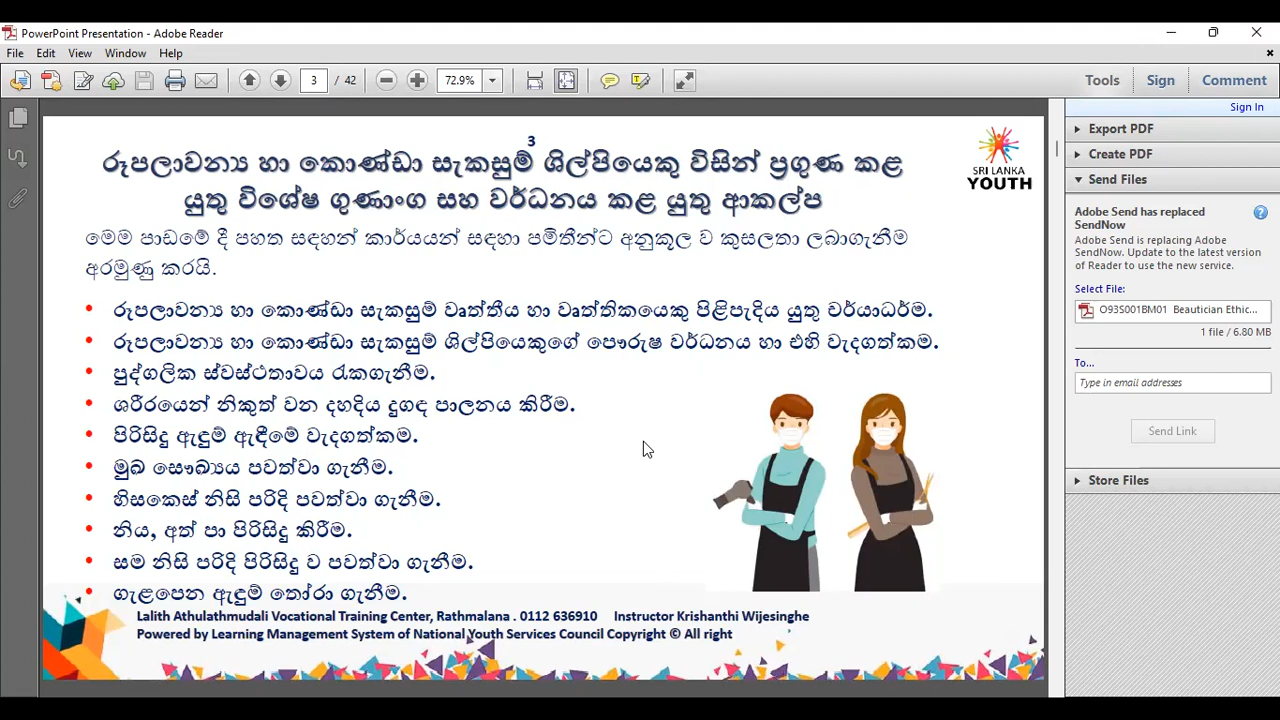 PowerPoint Presentation - Adobe Reader
File Edit View Window Help
3 / 42 72.9% Tools Sign Comment
Sign In
Export PDF
Create PDF
Send Files
Adobe Send has replaced
SendNow
Adobe Send is replacing Adobe
SendNow. Update to the latest version
of Reader to use the new service.
Select File:
O93S001BM01 Beautician Ethic...
1 file / 6.80 MB
To...
Type in email addresses
Send Link
Store Files
3
රූපලාවන්‍ය හා කොණ්ඩා සැකසුම් ශිල්පියෙකු විසින් ප්‍රගුණ කළ
යුතු විශේෂ ගුණාංග සහ වර්ධනය කළ යුතු ආකල්ප
SRI LANKA
YOUTH
මෙම පාඩමේ දී පහත සඳහන් කාර්යයන් සඳහා පමිතීන්ට අනුකූල ව කුසලතා ලබාගැනීම
අරමුණු කරයි.
• රූපලාවන්‍ය හා කොණ්ඩා සැකසුම් වෘත්තීය හා වෘත්තිකයෙකු පිළිපැදිය යුතු චර්යාධර්ම.
• රූපලාවන්‍ය හා කොණ්ඩා සැකසුම් ශිල්පියෙකුගේ පෞරුෂ වර්ධනය හා එහි වැදගත්කම.
• පුද්ගලික ස්වස්ථතාවය රැකගැනීම.
• ශරීරයෙන් නිකුත් වන දහදිය දුගඳ පාලනය කිරීම.
• පිරිසිදු ඇඳුම් ඇඳීමේ වැදගත්කම.
• මුඛ සෞඛ්‍යය පවත්වා ගැනීම.
• හිසකෙස් නිසි පරිදි පවත්වා ගැනීම.
• නිය, අත් පා පිරිසිදු කිරීම.
• සම නිසි පරිදි පිරිසිදු ව පවත්වා ගැනීම.
• ගැළපෙන ඇඳුම් තෝරා ගැනීම.
Lalith Athulathmudali Vocational Training Center, Rathmalana . 0112 636910 Instructor Krishanthi Wijesinghe
Powered by Learning Management System of National Youth Services Council Copyright © All right